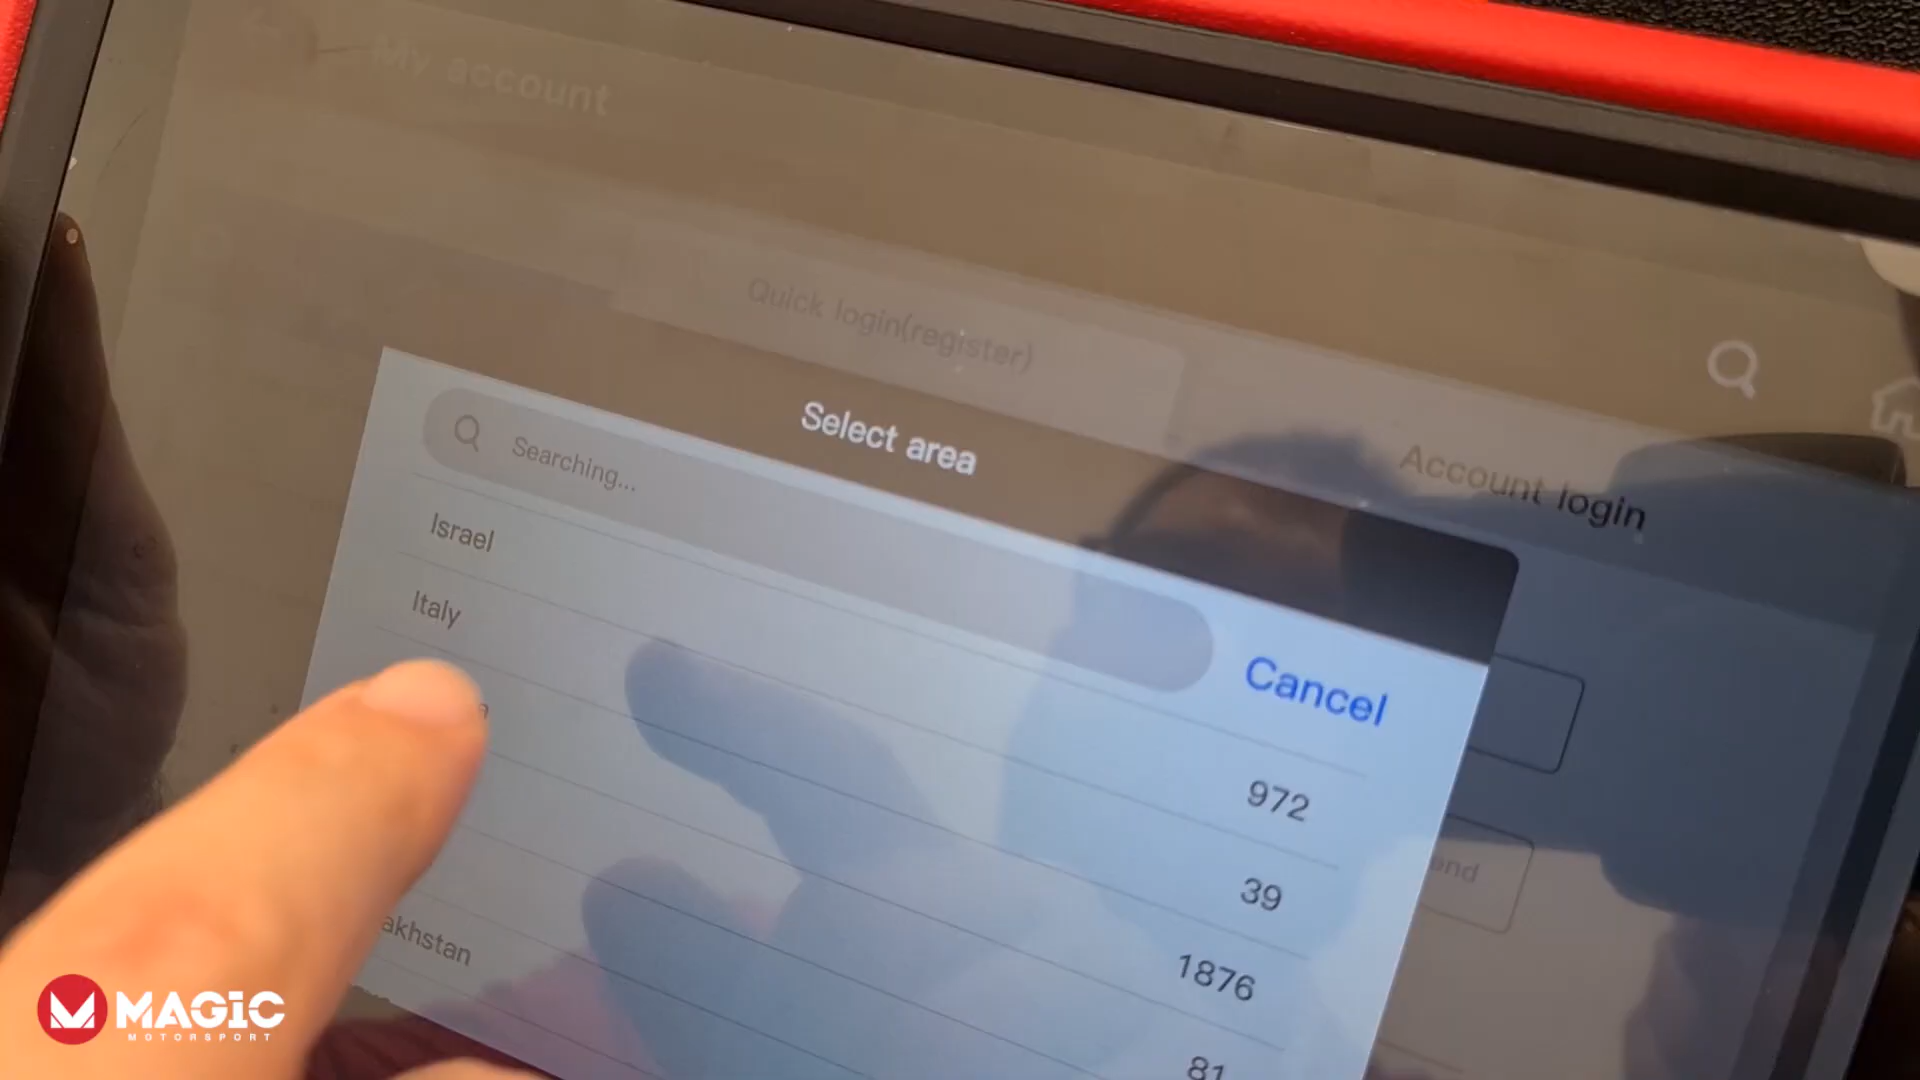 My account
Quick login(register)
Account login
Select area
Searching...
Cancel
Israel 972
Italy 39
1876
81
akhstan
end
MAGIC
MOTORSPORT